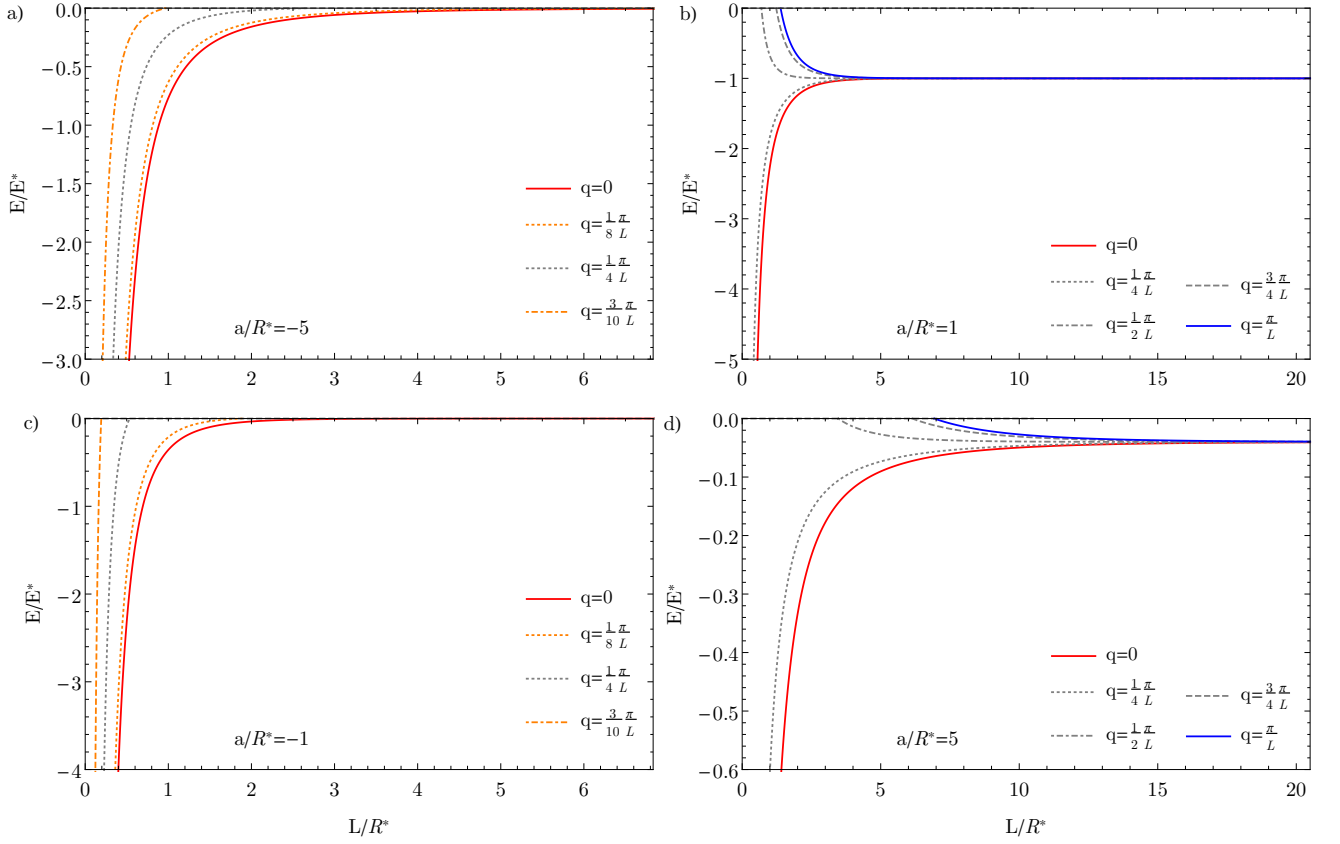 a)
0.0
−0.5
−1.0
−1.5
−2.0
−2.5
−3.0
E/E*
q=0
q=1/8 π/L
q=1/4 π/L
q=3/10 π/L
a/R*=−5
0 1 2 3 4 5 6
b)
0
−1
−2
−3
−4
−5
E/E*
q=0
q=1/4 π/L q=3/4 π/L
q=1/2 π/L q=π/L
a/R*=1
0 5 10 15 20
c)
0
−1
−2
−3
−4
E/E*
q=0
q=1/8 π/L
q=1/4 π/L
q=3/10 π/L
a/R*=−1
0 1 2 3 4 5 6
L/R*
d)
0.0
−0.1
−0.2
−0.3
−0.4
−0.5
−0.6
E/E*
q=0
q=1/4 π/L q=3/4 π/L
q=1/2 π/L q=π/L
a/R*=5
0 5 10 15 20
L/R*